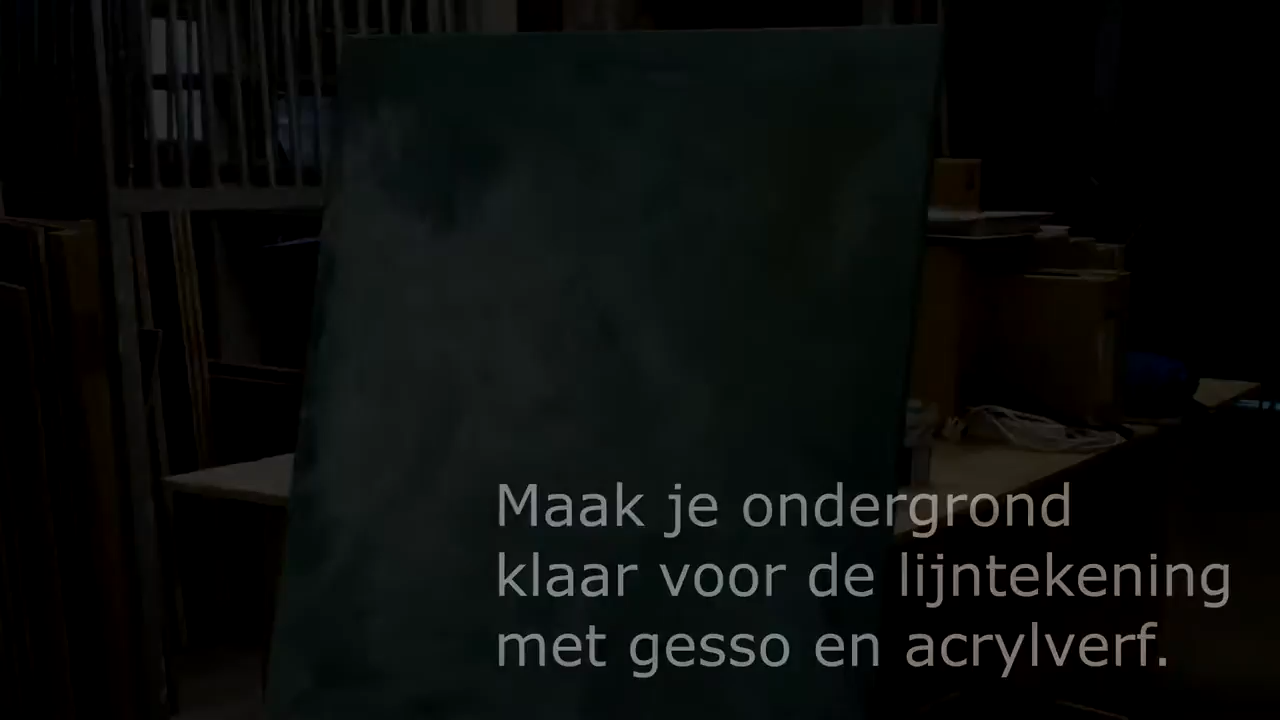 Maak je ondergrond
klaar voor de lijntekening
met gesso en acrylverf.